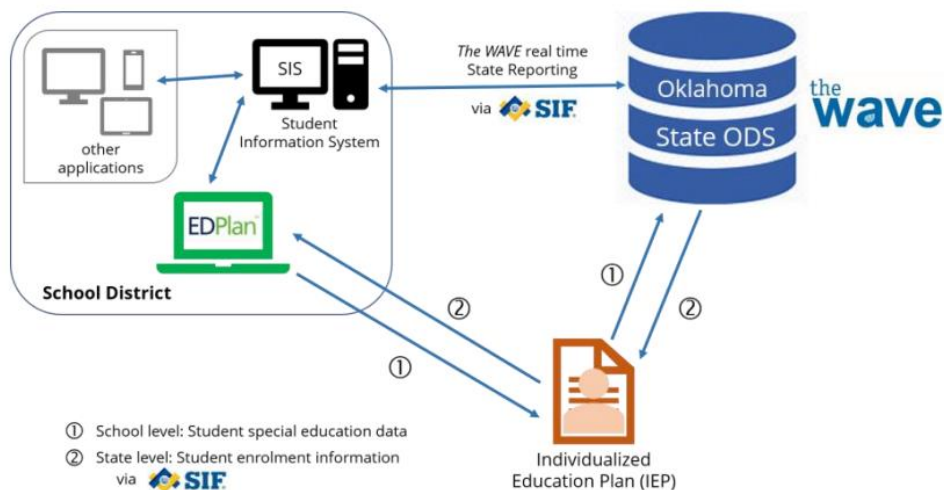 SIS
Student
Information System
other
applications
EDPlan™
School District
The WAVE real time
State Reporting
via SIF®
Oklahoma
State ODS
the
wave
①
②
①
②
Individualized
Education Plan (IEP)
① School level: Student special education data
② State level: Student enrolment information
via SIF